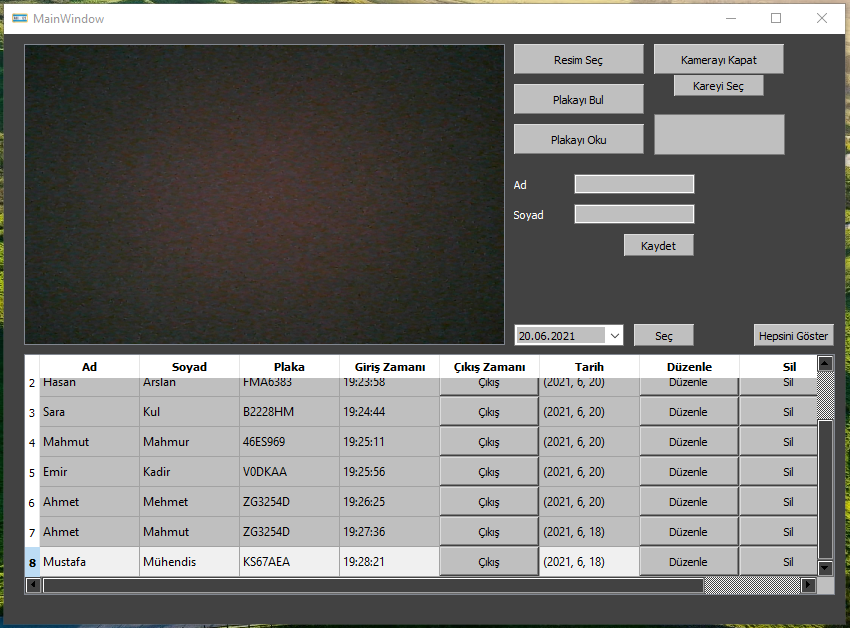 MainWindow
Resim Seç
Kamerayı Kapat
Kareyi Seç
Plakayı Bul
Plakayı Oku
Ad
Soyad
Kaydet
20.06.2021
Seç
Hepsini Göster
Ad Soyad Plaka Giriş Zamanı Çıkış Zamanı Tarih Düzenle Sil
2 Hasan Arslan FMA6383 19:23:58 Çıkış (2021, 6, 20) Düzenle Sil
3 Sara Kul B2228HM 19:24:44 Çıkış (2021, 6, 20) Düzenle Sil
4 Mahmut Mahmur 46ES969 19:25:11 Çıkış (2021, 6, 20) Düzenle Sil
5 Emir Kadir V0DKAA 19:25:56 Çıkış (2021, 6, 20) Düzenle Sil
6 Ahmet Mehmet ZG3254D 19:26:25 Çıkış (2021, 6, 20) Düzenle Sil
7 Ahmet Mahmut ZG3254D 19:27:36 Çıkış (2021, 6, 18) Düzenle Sil
8 Mustafa Mühendis KS67AEA 19:28:21 Çıkış (2021, 6, 18) Düzenle Sil